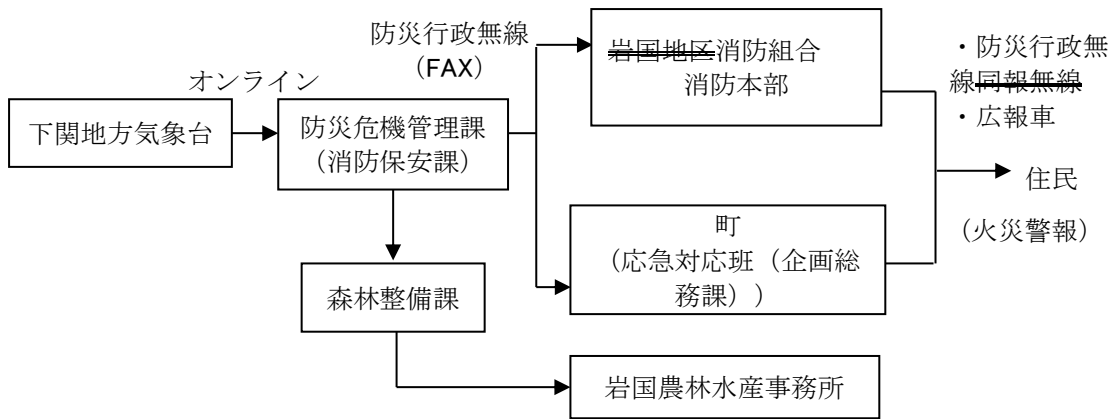 防災行政無線
（FAX）
オンライン
下関地方気象台
防災危機管理課
（消防保安課）
岩国地区消防組合
消防本部
・防災行政無
線同報無線
・広報車
住民
（火災警報）
町
（応急対応班（企画総
務課））
森林整備課
岩国農林水産事務所